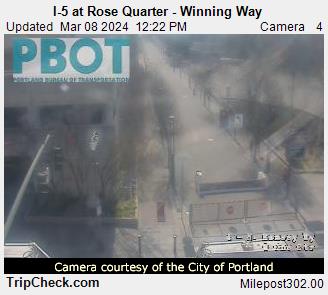 I-5 at Rose Quarter - Winning Way
Updated Mar 08 2024 12:22 PM Camera 4
PBOT
PORTLAND BUREAU OF TRANSPORTATION
Camera courtesy of the City of Portland
TripCheck.com Milepost302.00